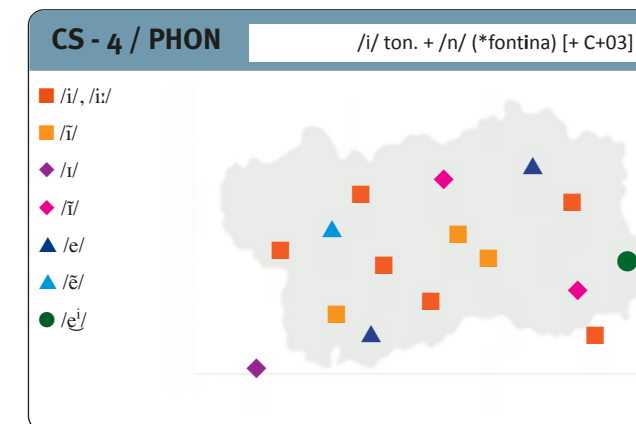 CS - 4 / PHON
/i/ ton. + /n/ (*fontina) [+ C+03]
/i/, /iː/
/ĩ/
/ɪ/
/ɪ̃/
/e/
/ẽ/
/e͜ⁱ/